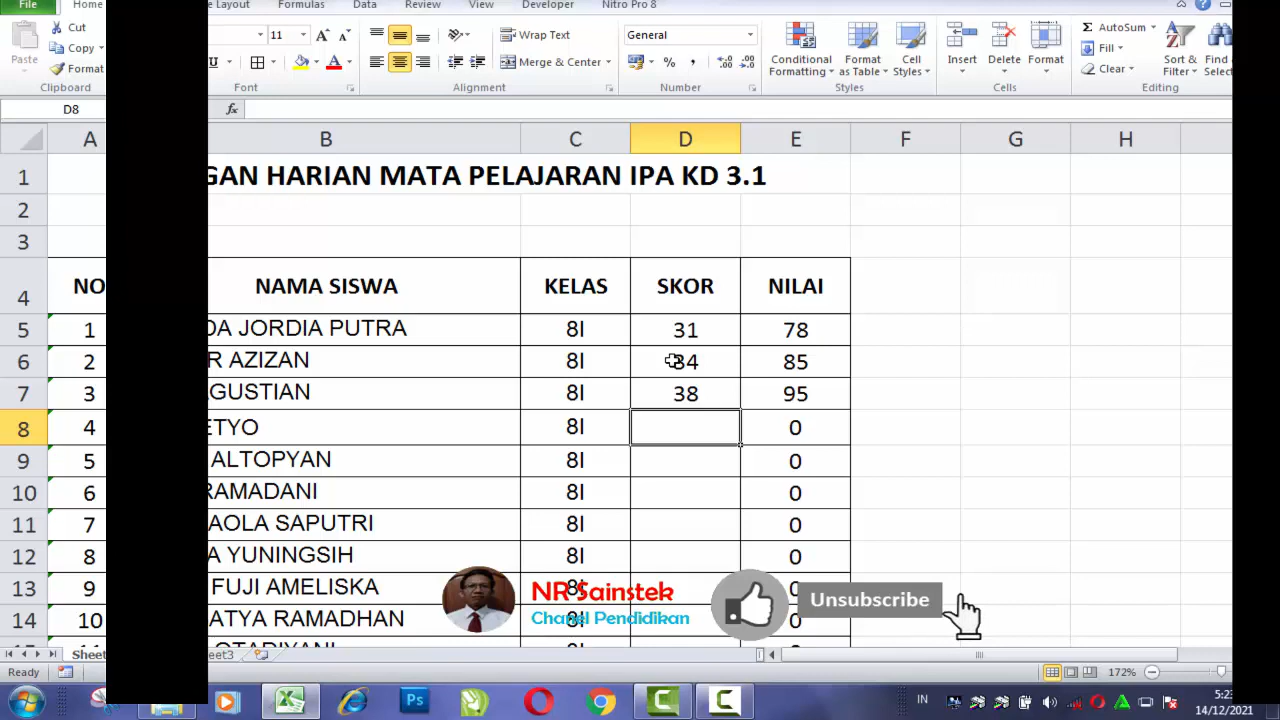 File Home Layout Formulas Data Review View Developer Nitro Pro 8
Cut
Copy
Format
Paste
Clipboard
11
U
Font
Wrap Text
Merge & Center
Alignment
General
%
Number
Conditional Formatting
Format as Table
Cell Styles
Styles
Insert
Delete
Format
Cells
AutoSum
Fill
Clear
Sort & Filter
Editing
D8
fx
A B C D E F G H
1 GAN HARIAN MATA PELAJARAN IPA KD 3.1
2
3
4 NO NAMA SISWA KELAS SKOR NILAI
5 1 DA JORDIA PUTRA 8I 31 78
6 2 R AZIZAN 8I 34 85
7 3 AGUSTIAN 8I 38 95
8 4 ETYO 8I 0
9 5 ALTOPYAN 8I 0
10 6 RAMADANI 8I 0
11 7 AOLA SAPUTRI 8I 0
12 8 A YUNINGSIH 8I 0
13 9 FUJI AMELISKA
14 10 ATYA RAMADHAN
NR Sainstek
Chanel Pendidikan
Unsubscribe
Sheet
Ready
172%
Ps
IN
14/12/2021